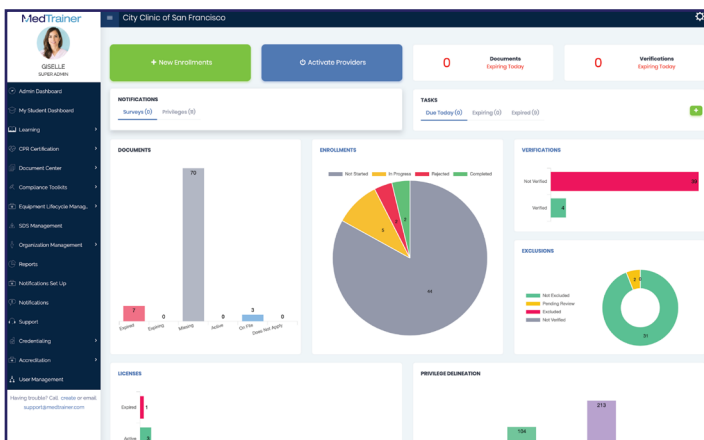 MedTrainer
City Clinic of San Francisco
GISELLE
SUPER ADMIN
Admin Dashboard
My Student Dashboard
Learning
CPR Certification
Document Center
Compliance Toolkits
Equipment Lifecycle Manag..
SDS Management
Organization Management
Reports
Notifications Set Up
Notifications
Support
Credentialing
Accreditation
User Management
Having trouble? Call, create or email
support@medtrainer.com
+ New Enrollments
Activate Providers
0 Documents
Expiring Today
0 Verifications
Expiring Today
NOTIFICATIONS
Surveys (0) Privileges (8)
TASKS
Due Today (0) Expiring (0) Expired (0)
DOCUMENTS
70
7 0 0 3 0
Expired Expiring Missing Active On File Does Not Apply
ENROLLMENTS
Not Started In Progress Rejected Completed
2
44
VERIFICATIONS
Not Verified
Verified 4
EXCLUSIONS
Not Excluded
Pending Review
Excluded
Not Verified
2 0
LICENSES
Expired 1
Active
PRIVILEGE DELINEATION
213
104